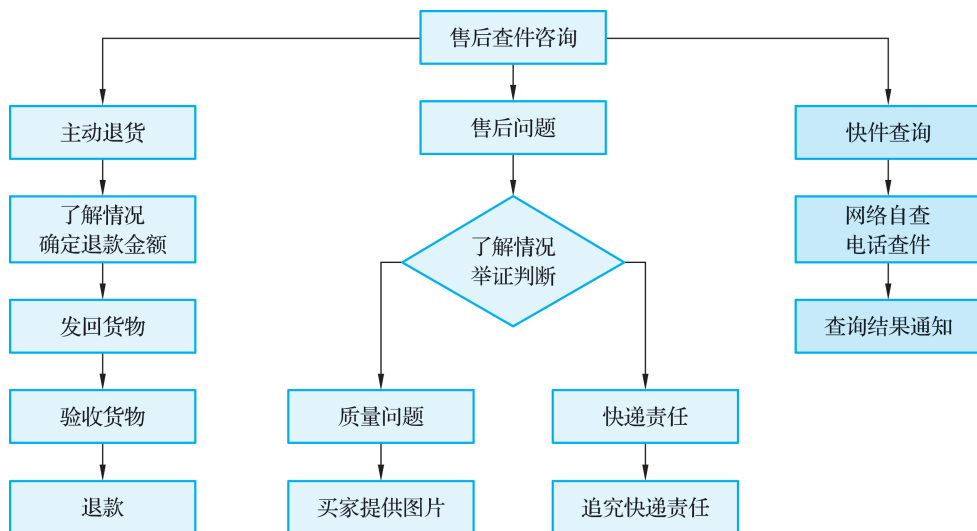 售后查件咨询
主动退货
售后问题
快件查询
了解情况
确定退款金额
了解情况
举证判断
网络自查
电话查件
发回货物
查询结果通知
验收货物
质量问题
快递责任
退款
买家提供图片
追究快递责任